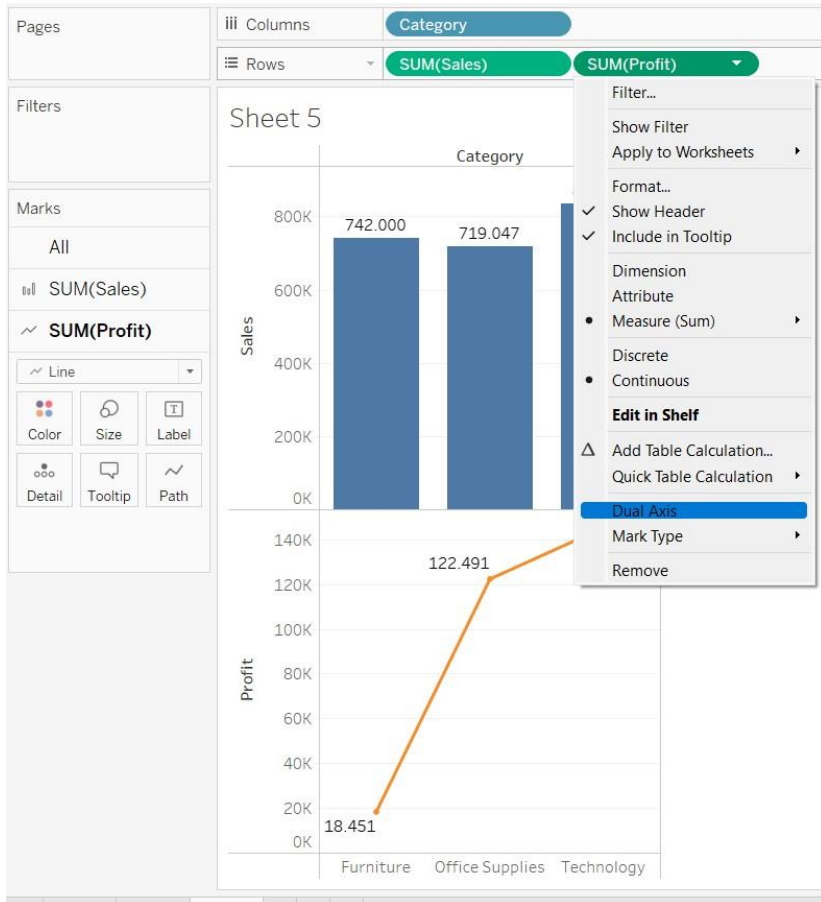 Pages
iii Columns
Category
Rows
SUM(Sales)
SUM(Profit)
Filters
Marks
All
SUM(Sales)
SUM(Profit)
Line
Color
Size
Label
Detail
Tooltip
Path
Sheet 5
Category
Sales
800K
600K
400K
200K
0K
742.000
719.047
Profit
140K
120K
100K
80K
60K
40K
20K
0K
122.491
18.451
Furniture
Office Supplies
Technology
Filter...
Show Filter
Apply to Worksheets
Format...
Show Header
Include in Tooltip
Dimension
Attribute
Measure (Sum)
Discrete
Continuous
Edit in Shelf
Add Table Calculation...
Quick Table Calculation
Dual Axis
Mark Type
Remove